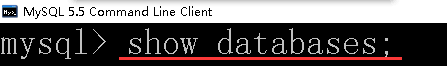 MySQL 5.5 Command Line Client
mysql> show databases;